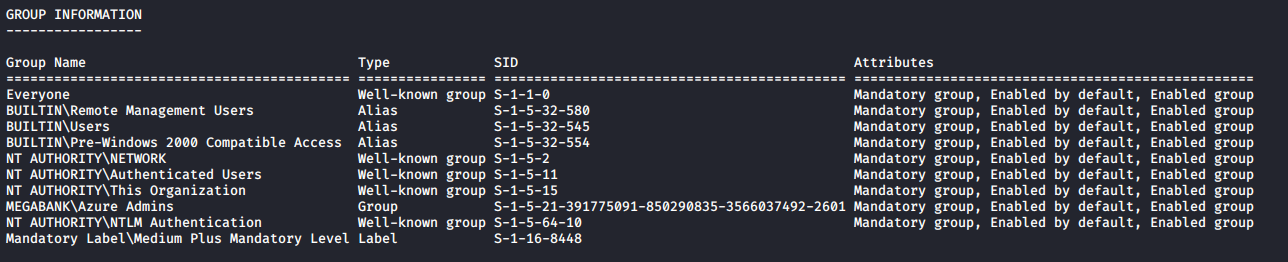 GROUP INFORMATION
-----------------
Group Name                                 Type             SID                                          Attributes
========================================== ================ ============================================ ==================================================
Everyone                                   Well-known group S-1-1-0                                      Mandatory group, Enabled by default, Enabled group
BUILTIN\Remote Management Users            Alias            S-1-5-32-580                                 Mandatory group, Enabled by default, Enabled group
BUILTIN\Users                              Alias            S-1-5-32-545                                 Mandatory group, Enabled by default, Enabled group
BUILTIN\Pre-Windows 2000 Compatible Access Alias            S-1-5-32-554                                 Mandatory group, Enabled by default, Enabled group
NT AUTHORITY\NETWORK                       Well-known group S-1-5-2                                      Mandatory group, Enabled by default, Enabled group
NT AUTHORITY\Authenticated Users           Well-known group S-1-5-11                                     Mandatory group, Enabled by default, Enabled group
NT AUTHORITY\This Organization             Well-known group S-1-5-15                                     Mandatory group, Enabled by default, Enabled group
MEGABANK\Azure Admins                      Group            S-1-5-21-391775091-850290835-3566037492-2601 Mandatory group, Enabled by default, Enabled group
NT AUTHORITY\NTLM Authentication           Well-known group S-1-5-64-10                                  Mandatory group, Enabled by default, Enabled group
Mandatory Label\Medium Plus Mandatory Level Label            S-1-16-8448